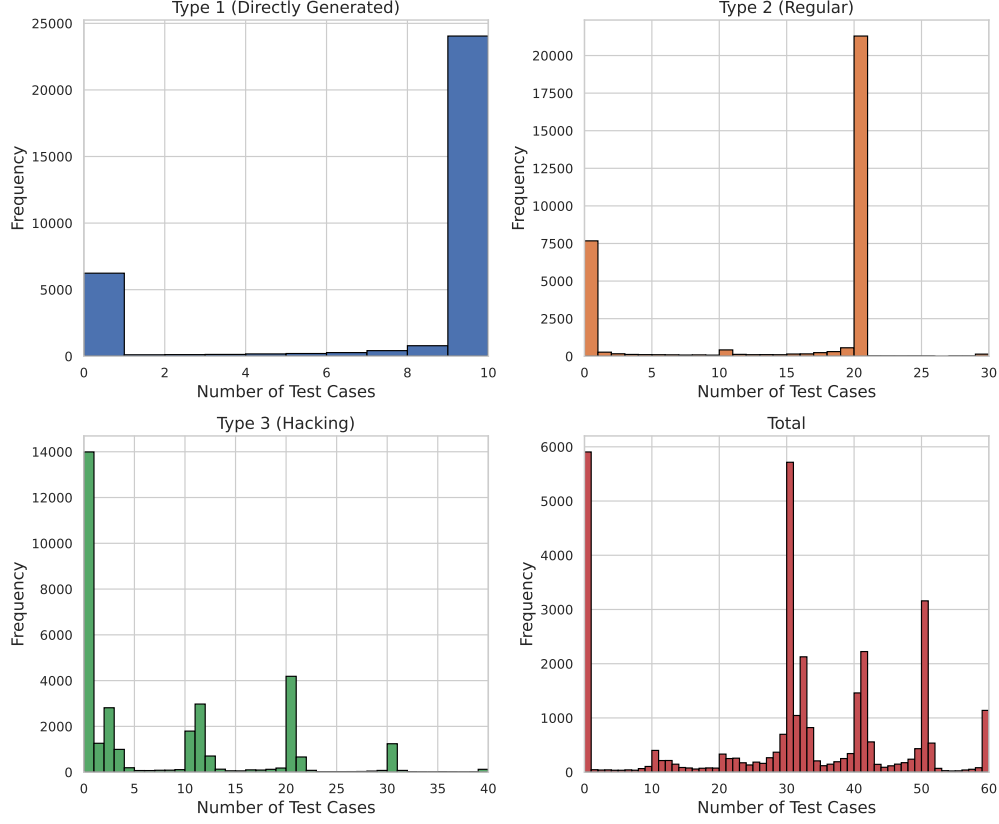 Type 1 (Directly Generated)
25000
20000
15000
10000
5000
0
Frequency
0 2 4 6 8 10
Number of Test Cases
Type 2 (Regular)
20000
17500
15000
12500
10000
7500
5000
2500
0
Frequency
0 5 10 15 20 25 30
Number of Test Cases
Type 3 (Hacking)
14000
12000
10000
8000
6000
4000
2000
0
Frequency
0 5 10 15 20 25 30 35 40
Number of Test Cases
Total
6000
5000
4000
3000
2000
1000
0
Frequency
0 10 20 30 40 50 60
Number of Test Cases